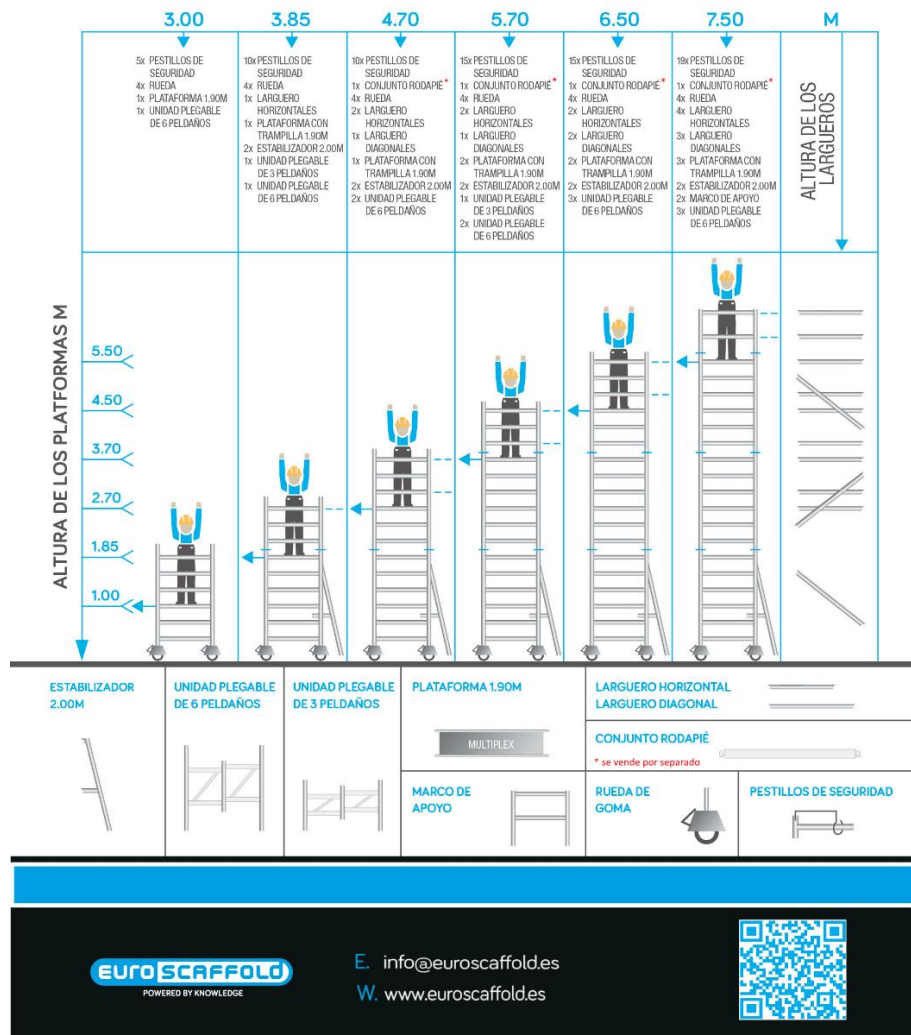 3.00
3.85
4.70
5.70
6.50
7.50
M
5x PESTILLOS DE
SEGURIDAD
4x RUEDA
1x PLATAFORMA 1.90M
1x UNIDAD PLEGABLE
DE 6 PELDAÑOS
10x PESTILLOS DE
SEGURIDAD
4x RUEDA
1x LARGUERO
HORIZONTALES
1x PLATAFORMA CON
TRAMPILLA 1.90M
2x ESTABILIZADOR 2.00M
1x UNIDAD PLEGABLE
DE 3 PELDAÑOS
1x UNIDAD PLEGABLE
DE 6 PELDAÑOS
10x PESTILLOS DE
SEGURIDAD
1x CONJUNTO RODAPIÉ *
4x RUEDA
2x LARGUERO
HORIZONTALES
1x LARGUERO
DIAGONALES
1x PLATAFORMA CON
TRAMPILLA 1.90M
2x ESTABILIZADOR 2.00M
2x UNIDAD PLEGABLE
DE 6 PELDAÑOS
15x PESTILLOS DE
SEGURIDAD
1x CONJUNTO RODAPIÉ *
4x RUEDA
2x LARGUERO
HORIZONTALES
1x LARGUERO
DIAGONALES
2x PLATAFORMA CON
TRAMPILLA 1.90M
2x ESTABILIZADOR 2.00M
1x UNIDAD PLEGABLE
DE 3 PELDAÑOS
2x UNIDAD PLEGABLE
DE 6 PELDAÑOS
15x PESTILLOS DE
SEGURIDAD
1x CONJUNTO RODAPIÉ *
4x RUEDA
2x LARGUERO
HORIZONTALES
2x LARGUERO
DIAGONALES
2x PLATAFORMA CON
TRAMPILLA 1.90M
2x ESTABILIZADOR 2.00M
3x UNIDAD PLEGABLE
DE 6 PELDAÑOS
19x PESTILLOS DE
SEGURIDAD
1x CONJUNTO RODAPIÉ *
4x RUEDA
4x LARGUERO
HORIZONTALES
3x LARGUERO
DIAGONALES
3x PLATAFORMA CON
TRAMPILLA 1.90M
2x ESTABILIZADOR 2.00M
2x MARCO DE APOYO
3x UNIDAD PLEGABLE
DE 6 PELDAÑOS
ALTURA DE LOS
LARGUEROS
ALTURA DE LOS PLATFORMAS M
5.50
4.50
3.70
2.70
1.85
1.00
ESTABILIZADOR
2.00M
UNIDAD PLEGABLE
DE 6 PELDAÑOS
UNIDAD PLEGABLE
DE 3 PELDAÑOS
PLATAFORMA 1.90M
MULTIPLEX
LARGUERO HORIZONTAL
LARGUERO DIAGONAL
CONJUNTO RODAPIÉ
* se vende por separado
MARCO DE
APOYO
RUEDA DE
GOMA
PESTILLOS DE SEGURIDAD
EUROSCAFFOLD
POWERED BY KNOWLEDGE
E. info@euroscaffold.es
W. www.euroscaffold.es